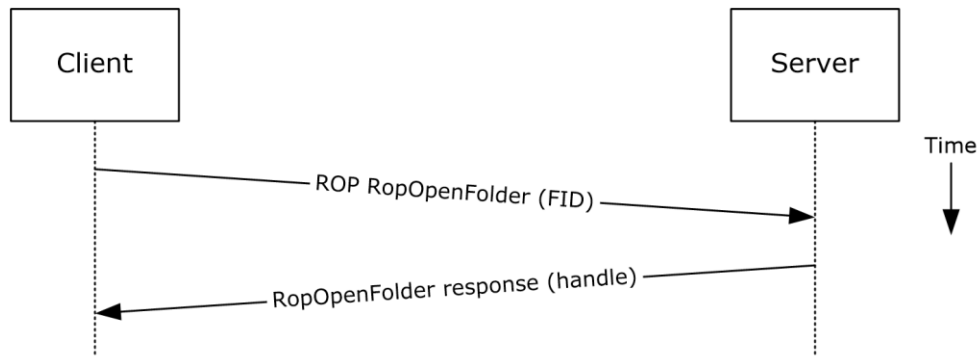 Client
Server
Time
ROP RopOpenFolder (FID)
RopOpenFolder response (handle)